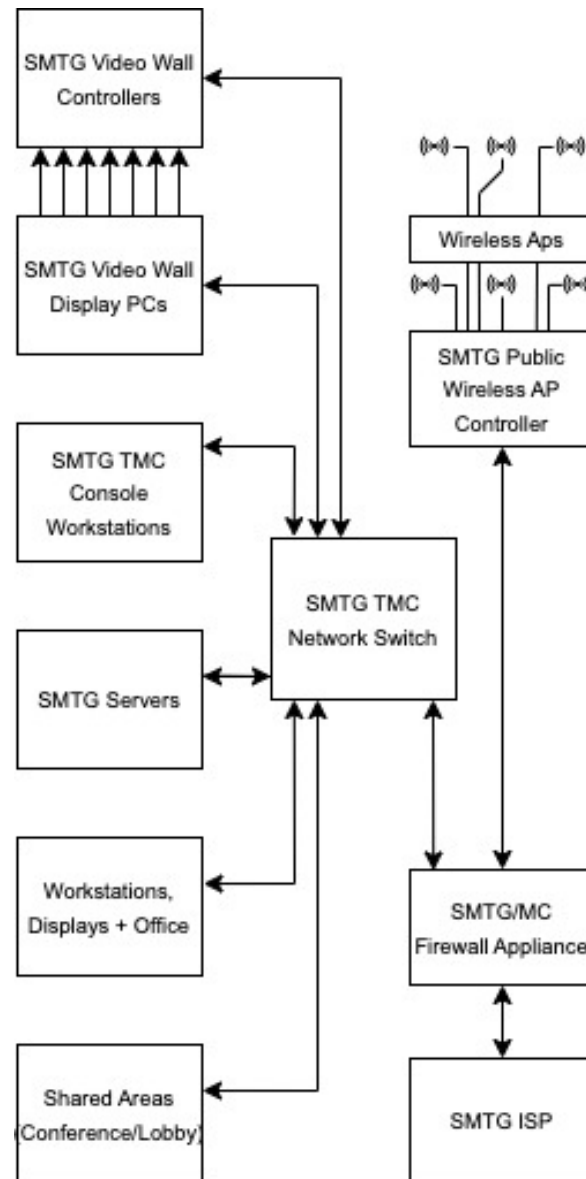 SMTG Video Wall
Controllers
SMTG Video Wall
Display PCs
SMTG TMC
Console
Workstations
SMTG Servers
Workstations,
Displays + Office
Shared Areas
(Conference/Lobby)
SMTG TMC
Network Switch
Wireless Aps
SMTG Public
Wireless AP
Controller
SMTG/MC
Firewall Appliance
SMTG ISP